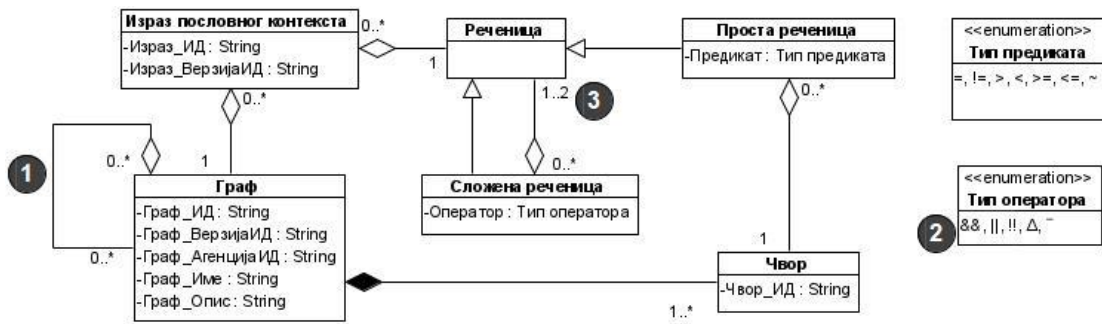 Израз пословног контекста
-Израз_ИД : String
-Израз_ВерзијаИД : String
0..*
1
Реченица
Проста реченица
-Предикат : Тип предиката
<<enumeration>>
Тип предиката
=, !=, >, <, >=, <=, ~
0..*
1..2
3
0..*
1
0..*
1
0..*
Граф
-Граф_ИД : String
-Граф_ВерзијаИД : String
-Граф_АгенцијаИД : String
-Граф_Име : String
-Граф_Опис : String
0..*
Сложена реченица
-Оператор : Тип оператора
<<enumeration>>
Тип оператора
&&, ||, !!, Δ, ¯
2
1
Чвор
-Чвор_ИД : String
1..*